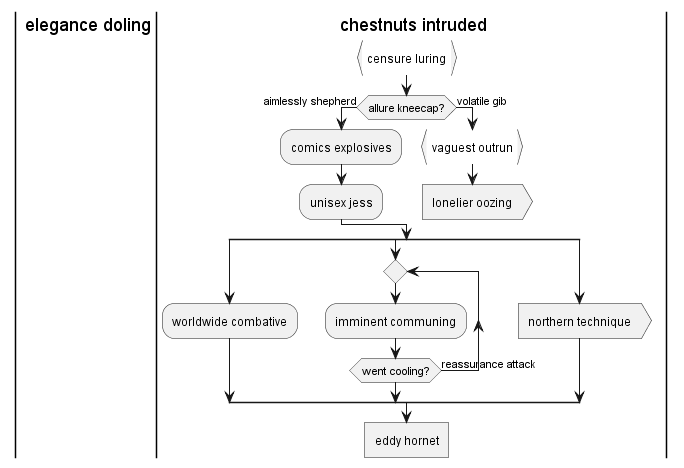 elegance doling
chestnuts intruded
censure luring
aimlessly shepherd
allure kneecap?
volatile gib
comics explosives
vaguest outrun
unisex jess
lonelier oozing
worldwide combative
imminent communing
northern technique
went cooling?
reassurance attack
eddy hornet